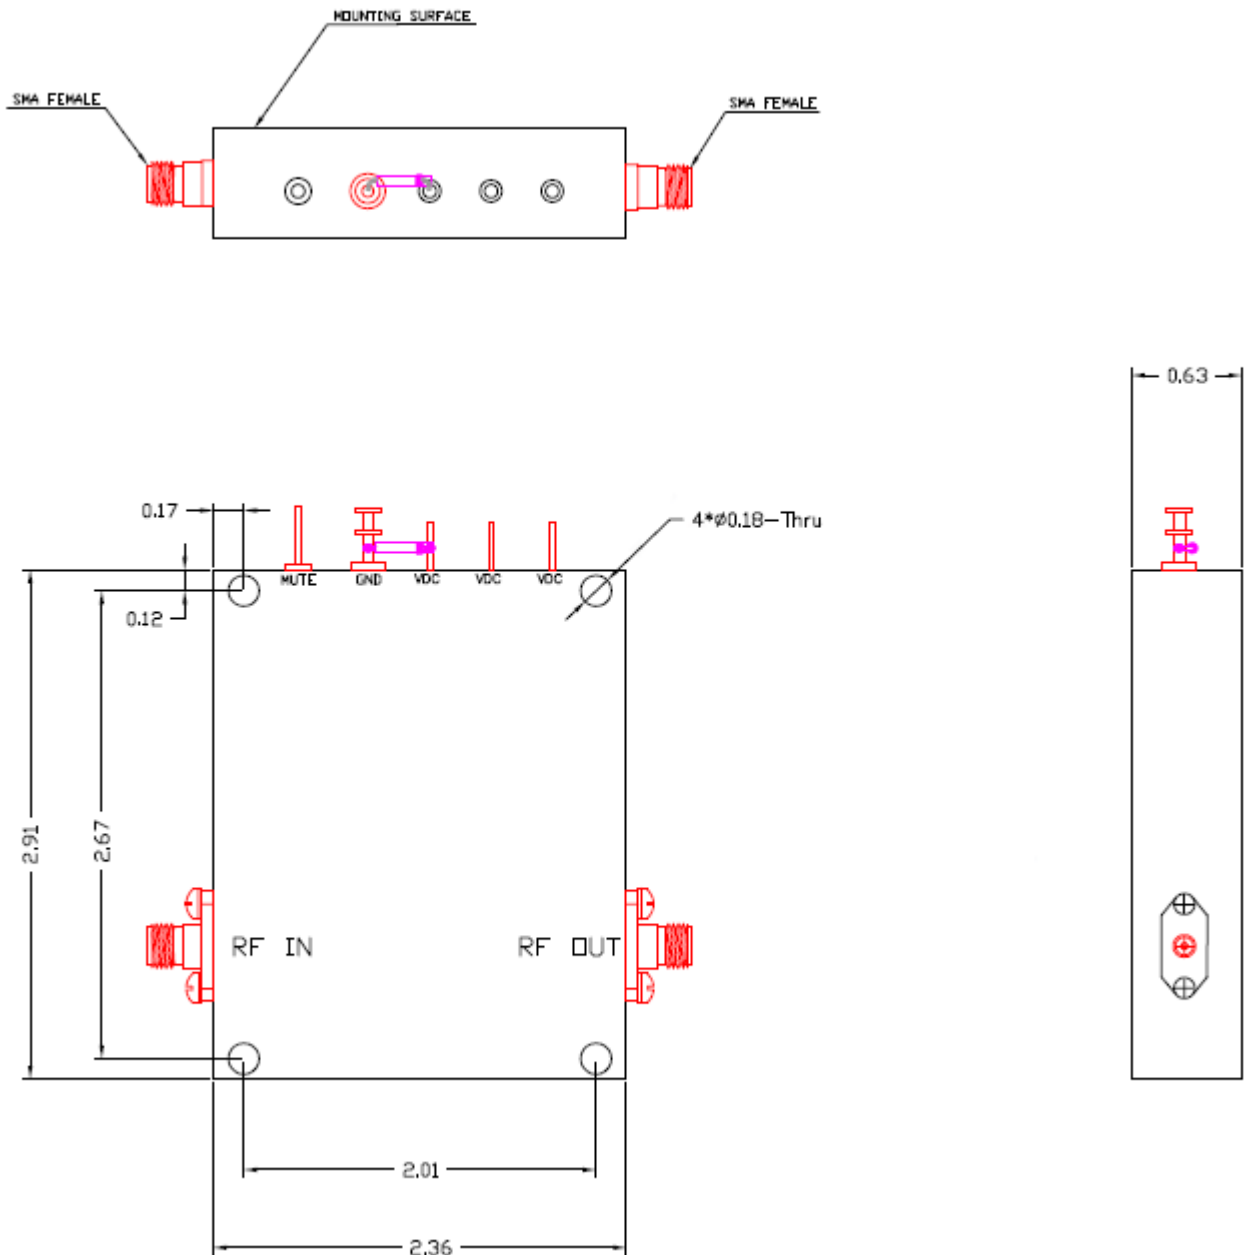 MOUNTING SURFACE
SMA FEMALE
SMA FEMALE
0.63
0.17
4*ø0.18-Thru
MUTE GND VDC VDC VDC
0.12
2.91
2.67
RF IN
RF OUT
2.01
2.36